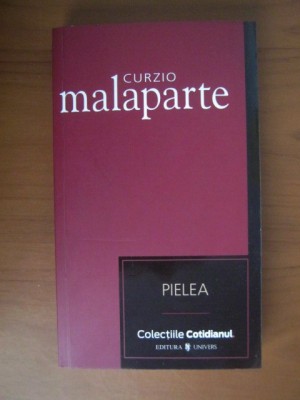 CURZIO
malaparte
PIELEA
Colecțiile Cotidianul
EDITURA UNIVERS